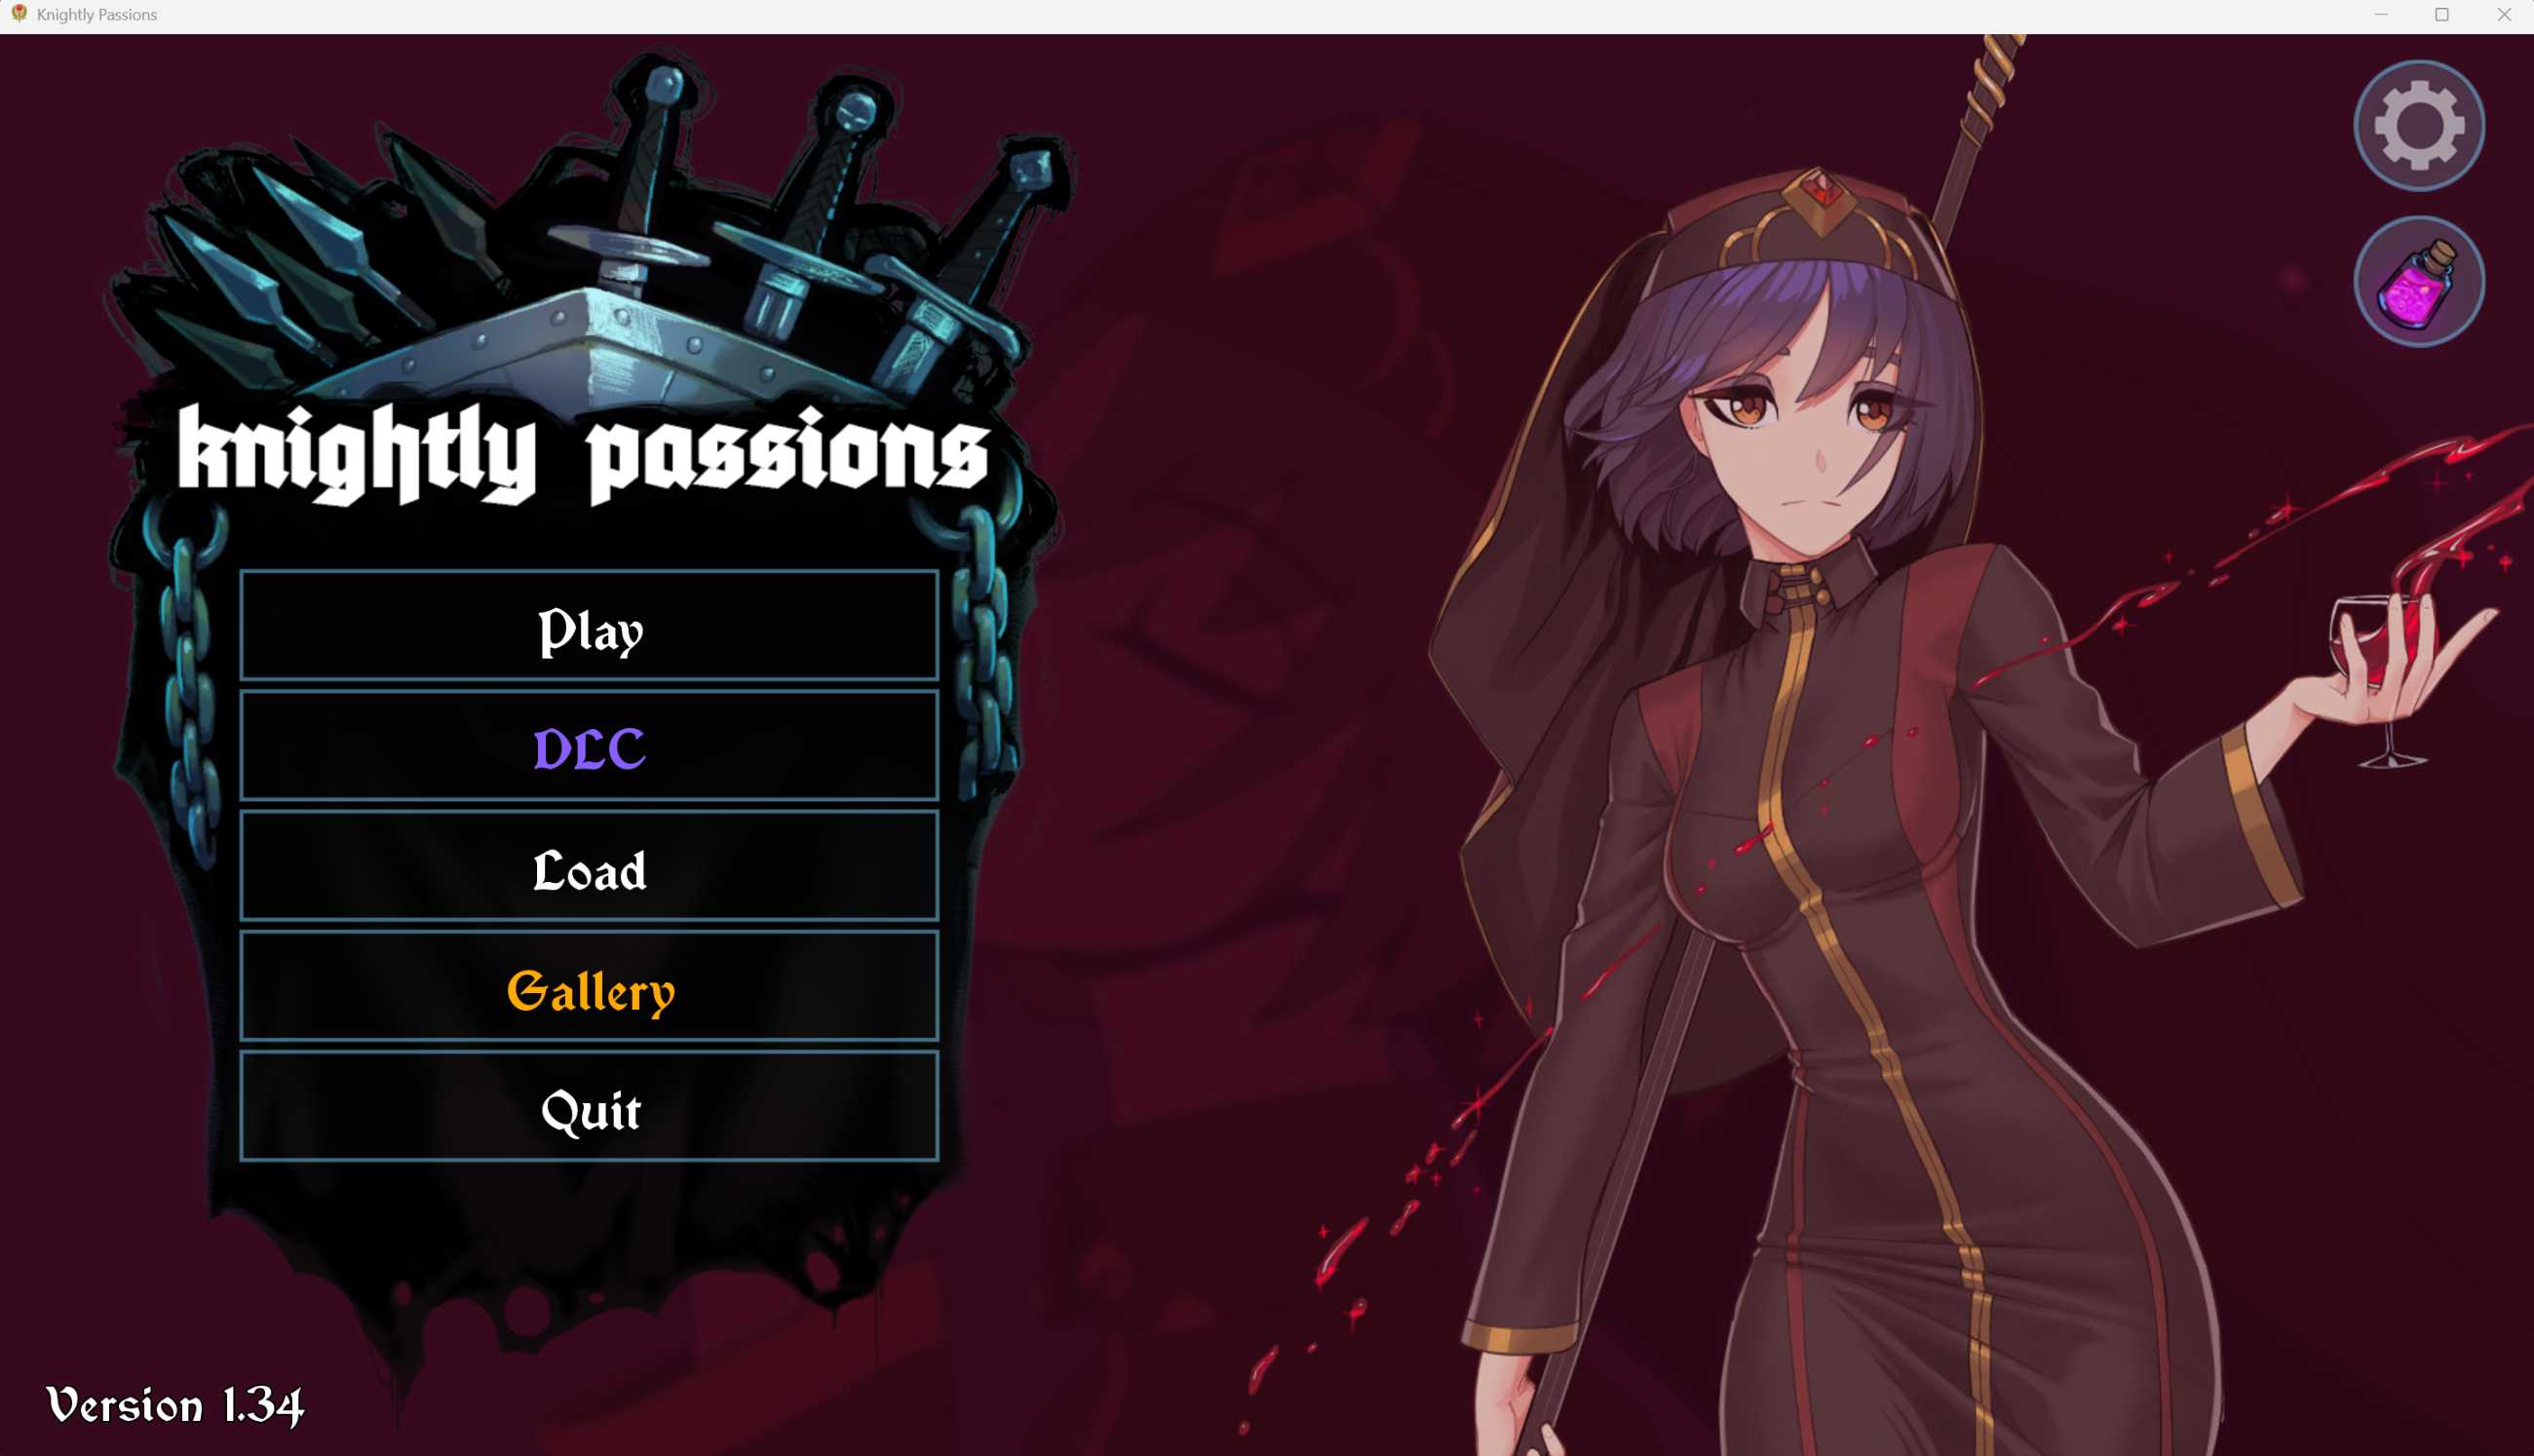 Knightly Passions
knightly passions
Play
DLC
Load
Gallery
Quit
Version 1.34